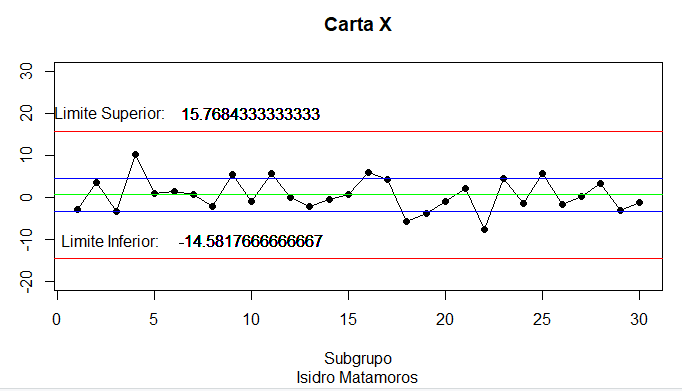 Carta X
30
20
10
0
-10
-20
Limite Superior: 15.7684333333333
Limite Inferior: -14.5817666666667
0 5 10 15 20 25 30
Subgrupo
Isidro Matamoros